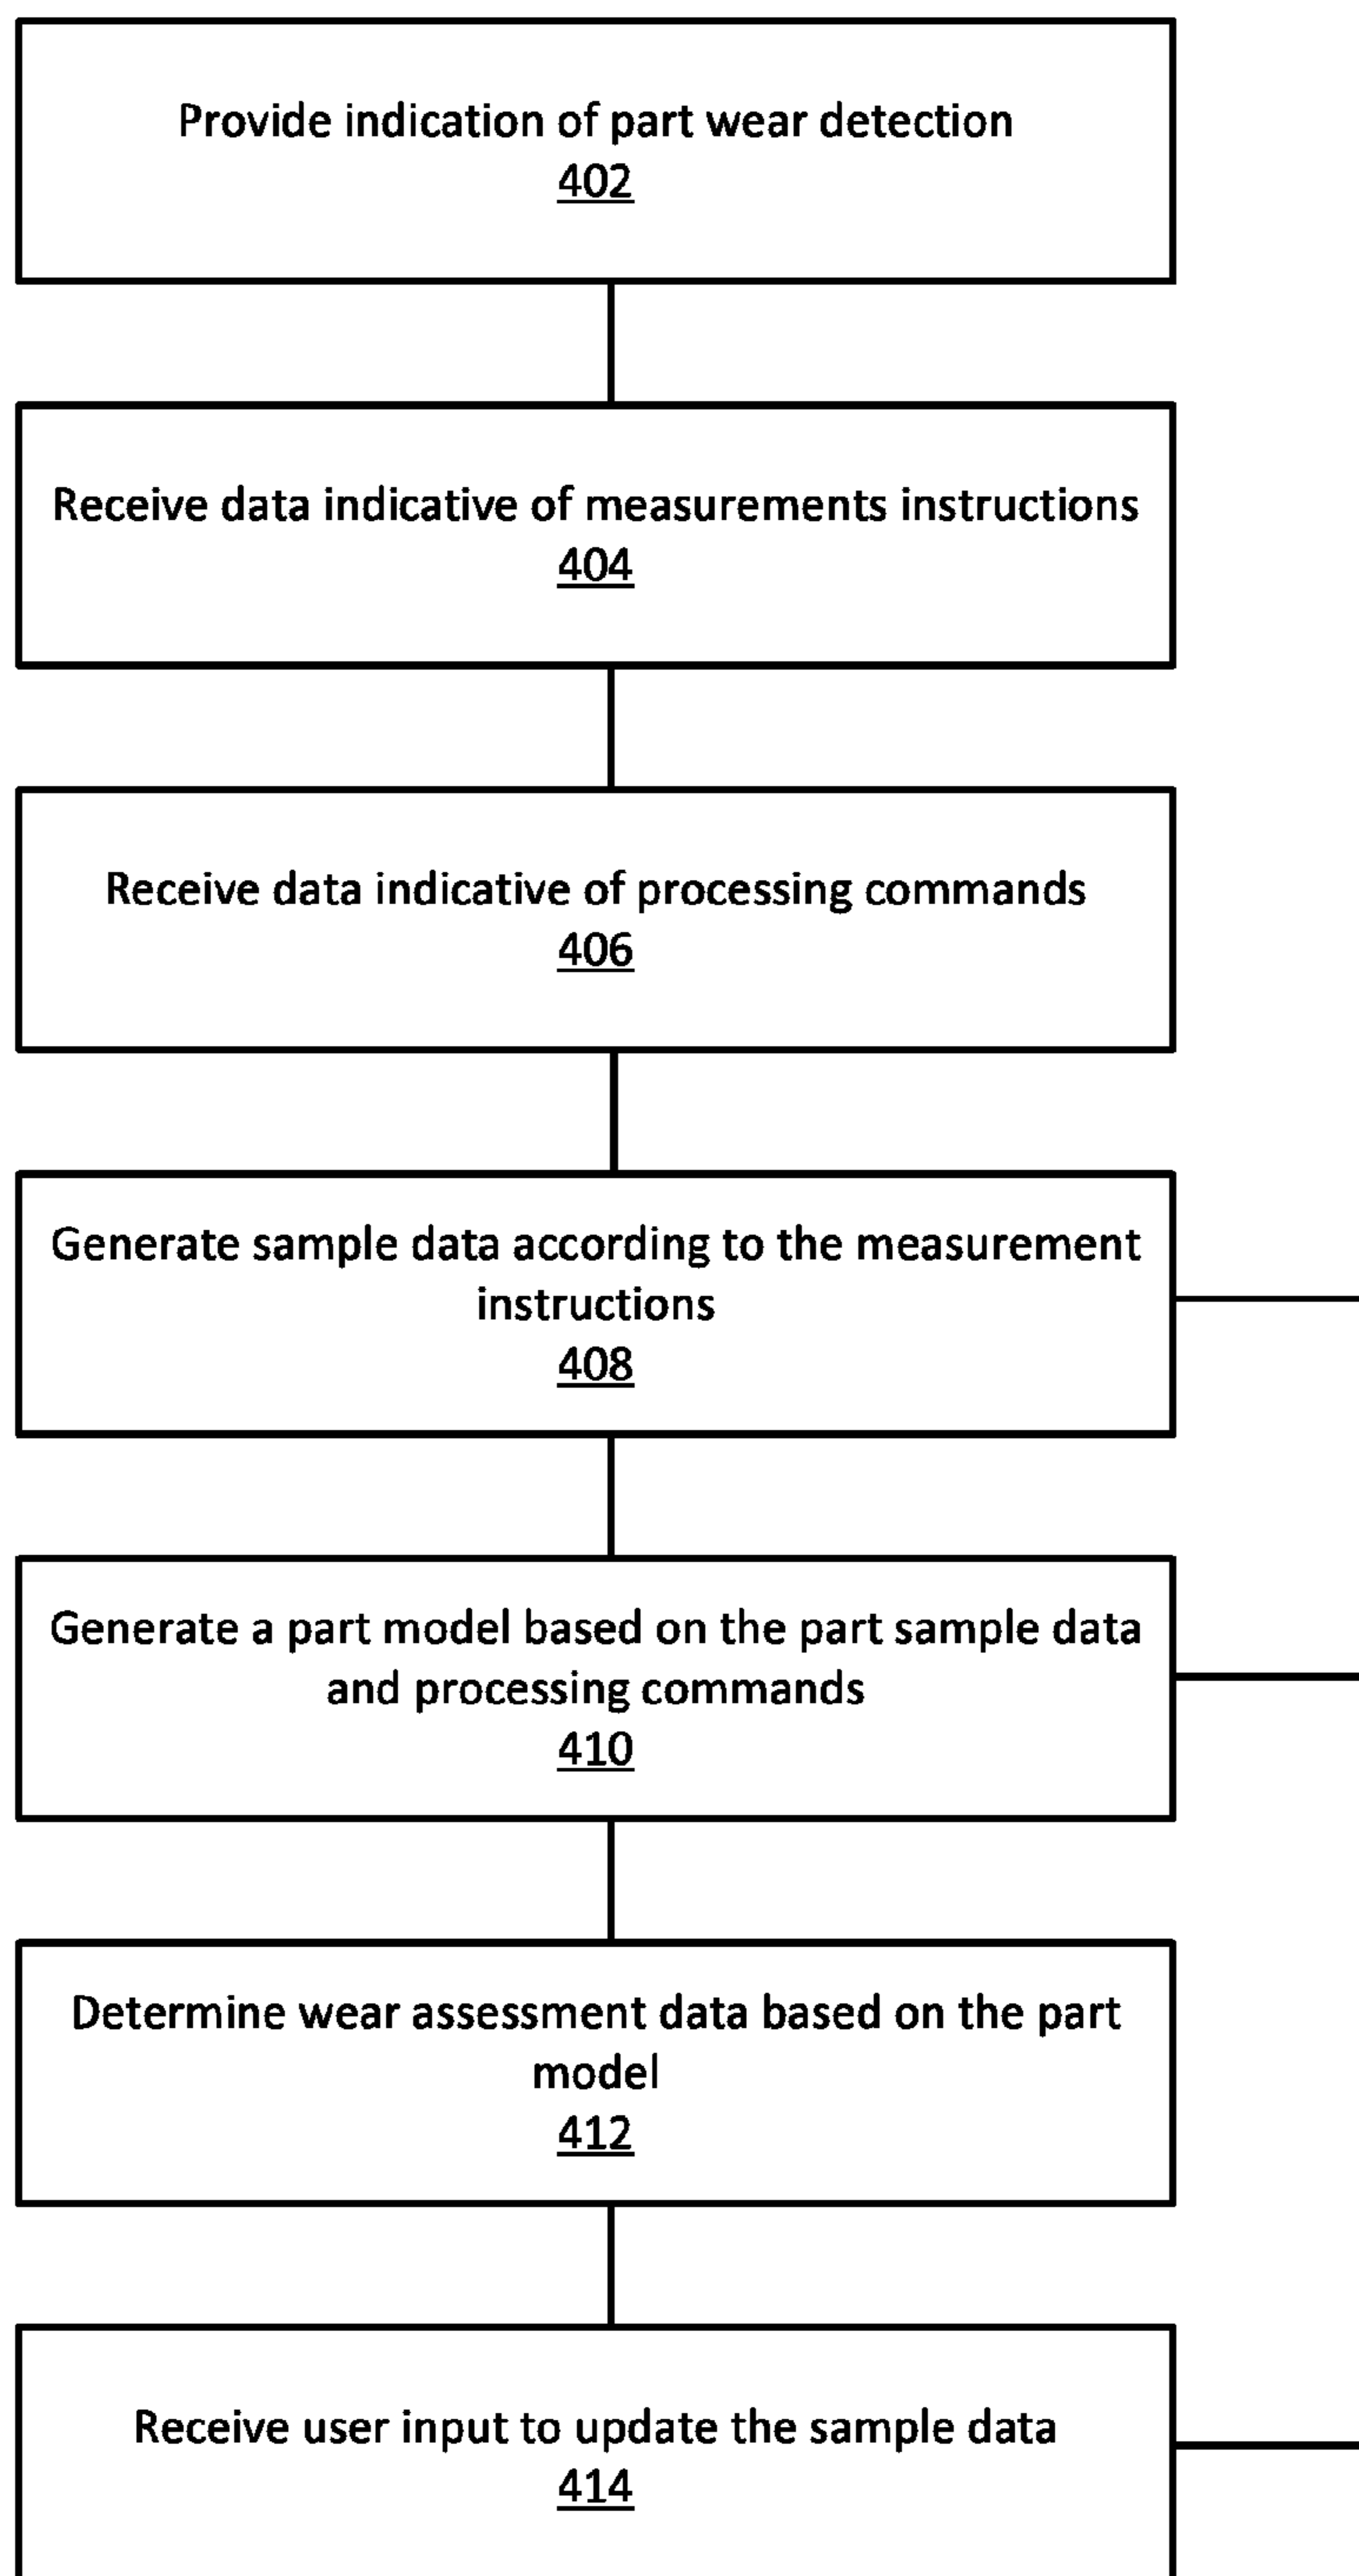 Provide indication of part wear detection
402
Receive data indicative of measurements instructions
404
Receive data indicative of processing commands
406
Generate sample data according to the measurement
instructions
408
Generate a part model based on the part sample data
and processing commands
410
Determine wear assessment data based on the part
model
412
Receive user input to update the sample data
414